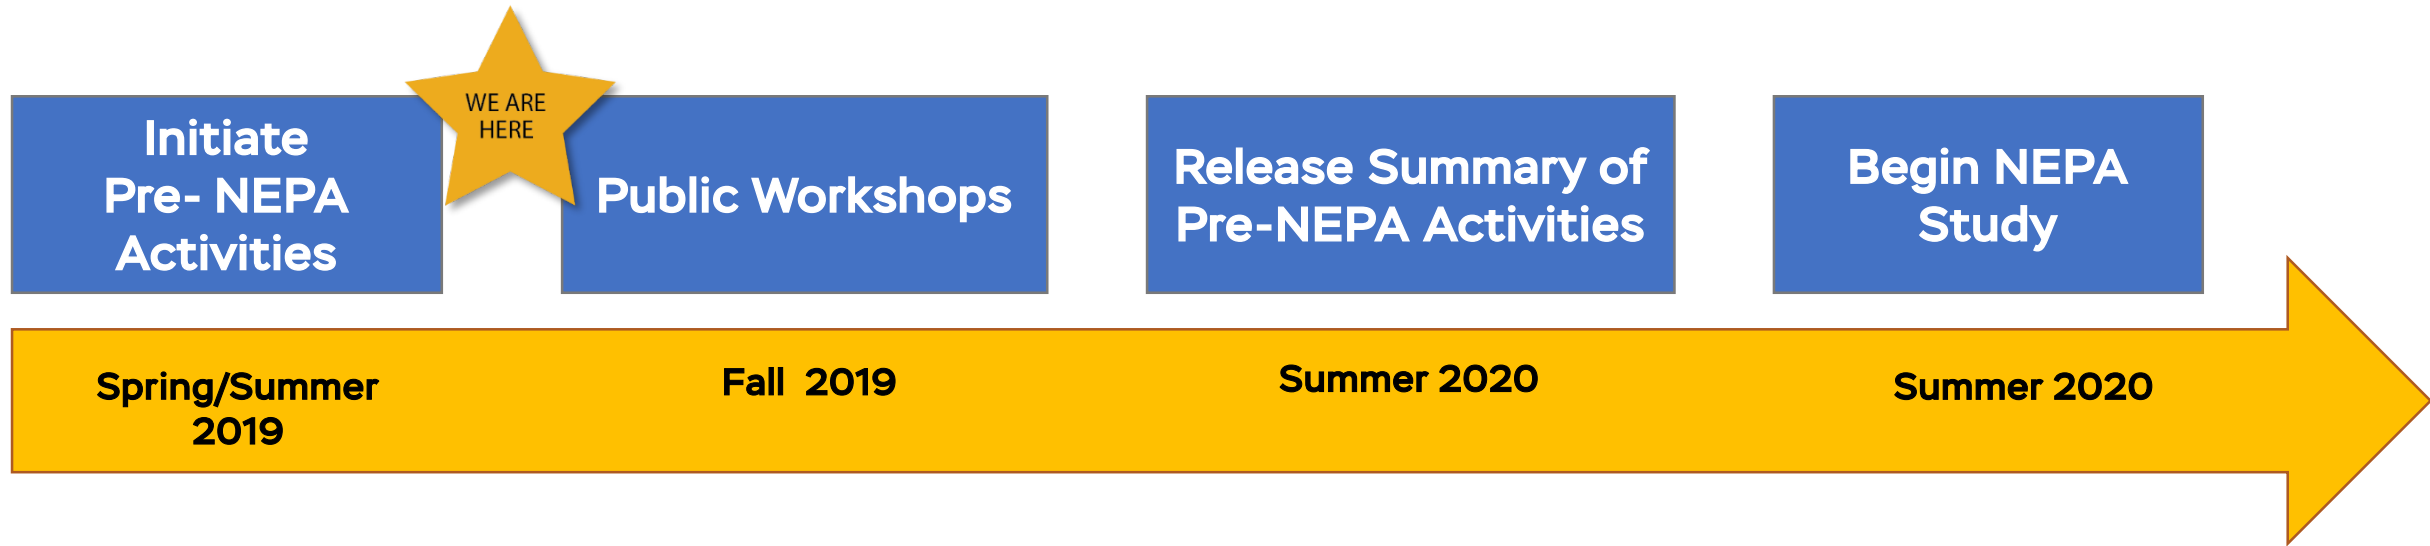 WE ARE
HERE
Initiate
Pre- NEPA
Activities
Public Workshops
Release Summary of
Pre-NEPA Activities
Begin NEPA
Study
Spring/Summer
2019
Fall  2019
Summer 2020
Summer 2020